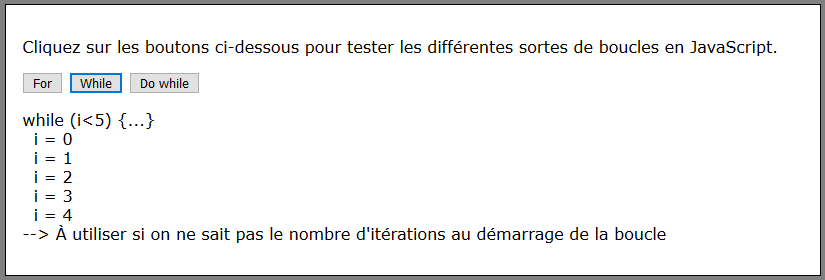 Cliquez sur les boutons ci-dessous pour tester les différentes sortes de boucles en JavaScript.
For While Do while
while (i<5) {...}
i = 0
i = 1
i = 2
i = 3
i = 4
--> À utiliser si on ne sait pas le nombre d'itérations au démarrage de la boucle